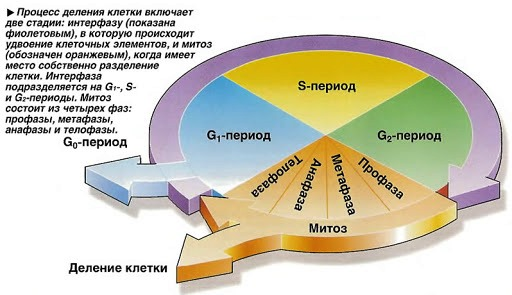 ▶ Процесс деления клетки включает
две стадии: интерфазу (показана
фиолетовым), в которую происходит
удвоение клеточных элементов, и митоз
(обозначен оранжевым), когда имеет
место собственно разделение
клетки. Интерфаза
подразделяется на G₁-, S-
и G₂-периоды. Митоз
состоит из четырех фаз:
профазы, метафазы,
анафазы и телофазы.
S-период
G₁-период
G₂-период
G₀-период
Телофаза
Анафаза
Метафаза
Профаза
Митоз
Деление клетки